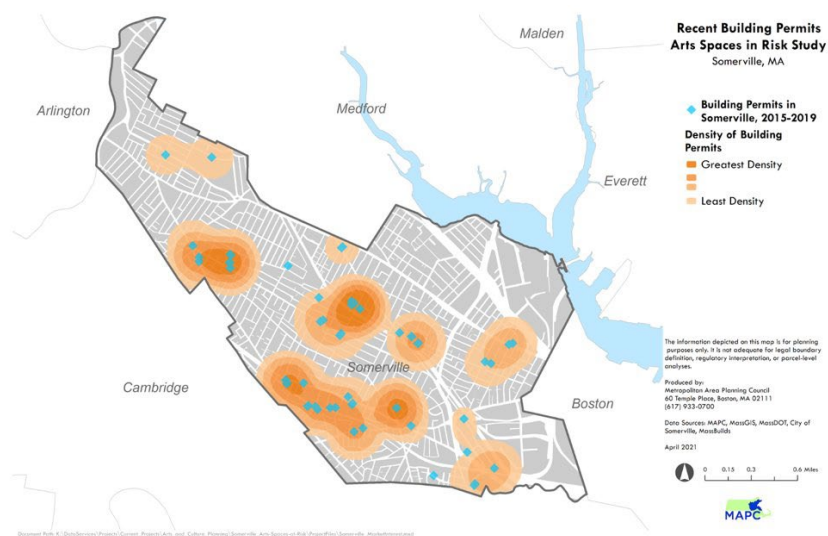 Recent Building Permits
Arts Spaces in Risk Study
Somerville, MA
Building Permits in
Somerville, 2015-2019
Density of Building
Permits
Greatest Density
Least Density
Malden
Arlington
Medford
Everett
Somerville
Cambridge
Boston
The information depicted on this map is for planning
purposes only. It is not adequate for legal boundary
definition, regulatory interpretation, or parcel-level
analyses.
Produced by:
Metropolitan Area Planning Council
60 Temple Place, Boston, MA 02111
(617) 933-0700
Data Sources: MAPC, MassGIS, MassDOT, City of
Somerville, MassBuilds
April 2021
0 0.15 0.3 0.6 Miles
MAPC